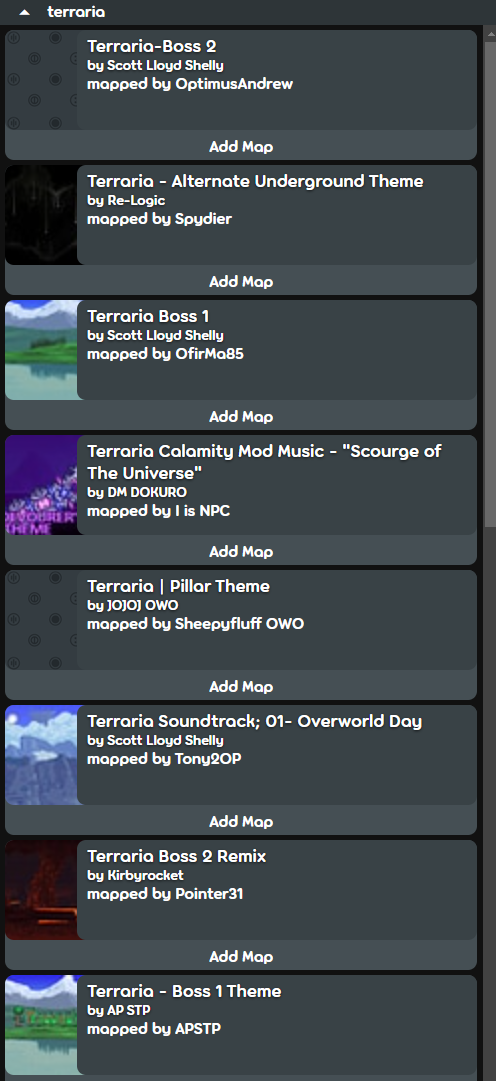 terraria
Terraria-Boss 2
by Scott Lloyd Shelly
mapped by OptimusAndrew
Add Map
Terraria - Alternate Underground Theme
by Re-Logic
mapped by Spydier
Add Map
Terraria Boss 1
by Scott Lloyd Shelly
mapped by OfirMa85
Add Map
Terraria Calamity Mod Music - "Scourge of
The Universe"
by DM DOKURO
mapped by I is NPC
THEME
Add Map
Terraria | Pillar Theme
by JOJOJ OWO
mapped by Sheepyfluff OWO
Add Map
Terraria Soundtrack; 01- Overworld Day
by Scott Lloyd Shelly
mapped by Tony2OP
Add Map
Terraria Boss 2 Remix
by Kirbyrocket
mapped by Pointer31
Add Map
Terraria - Boss 1 Theme
by AP STP
mapped by APSTP